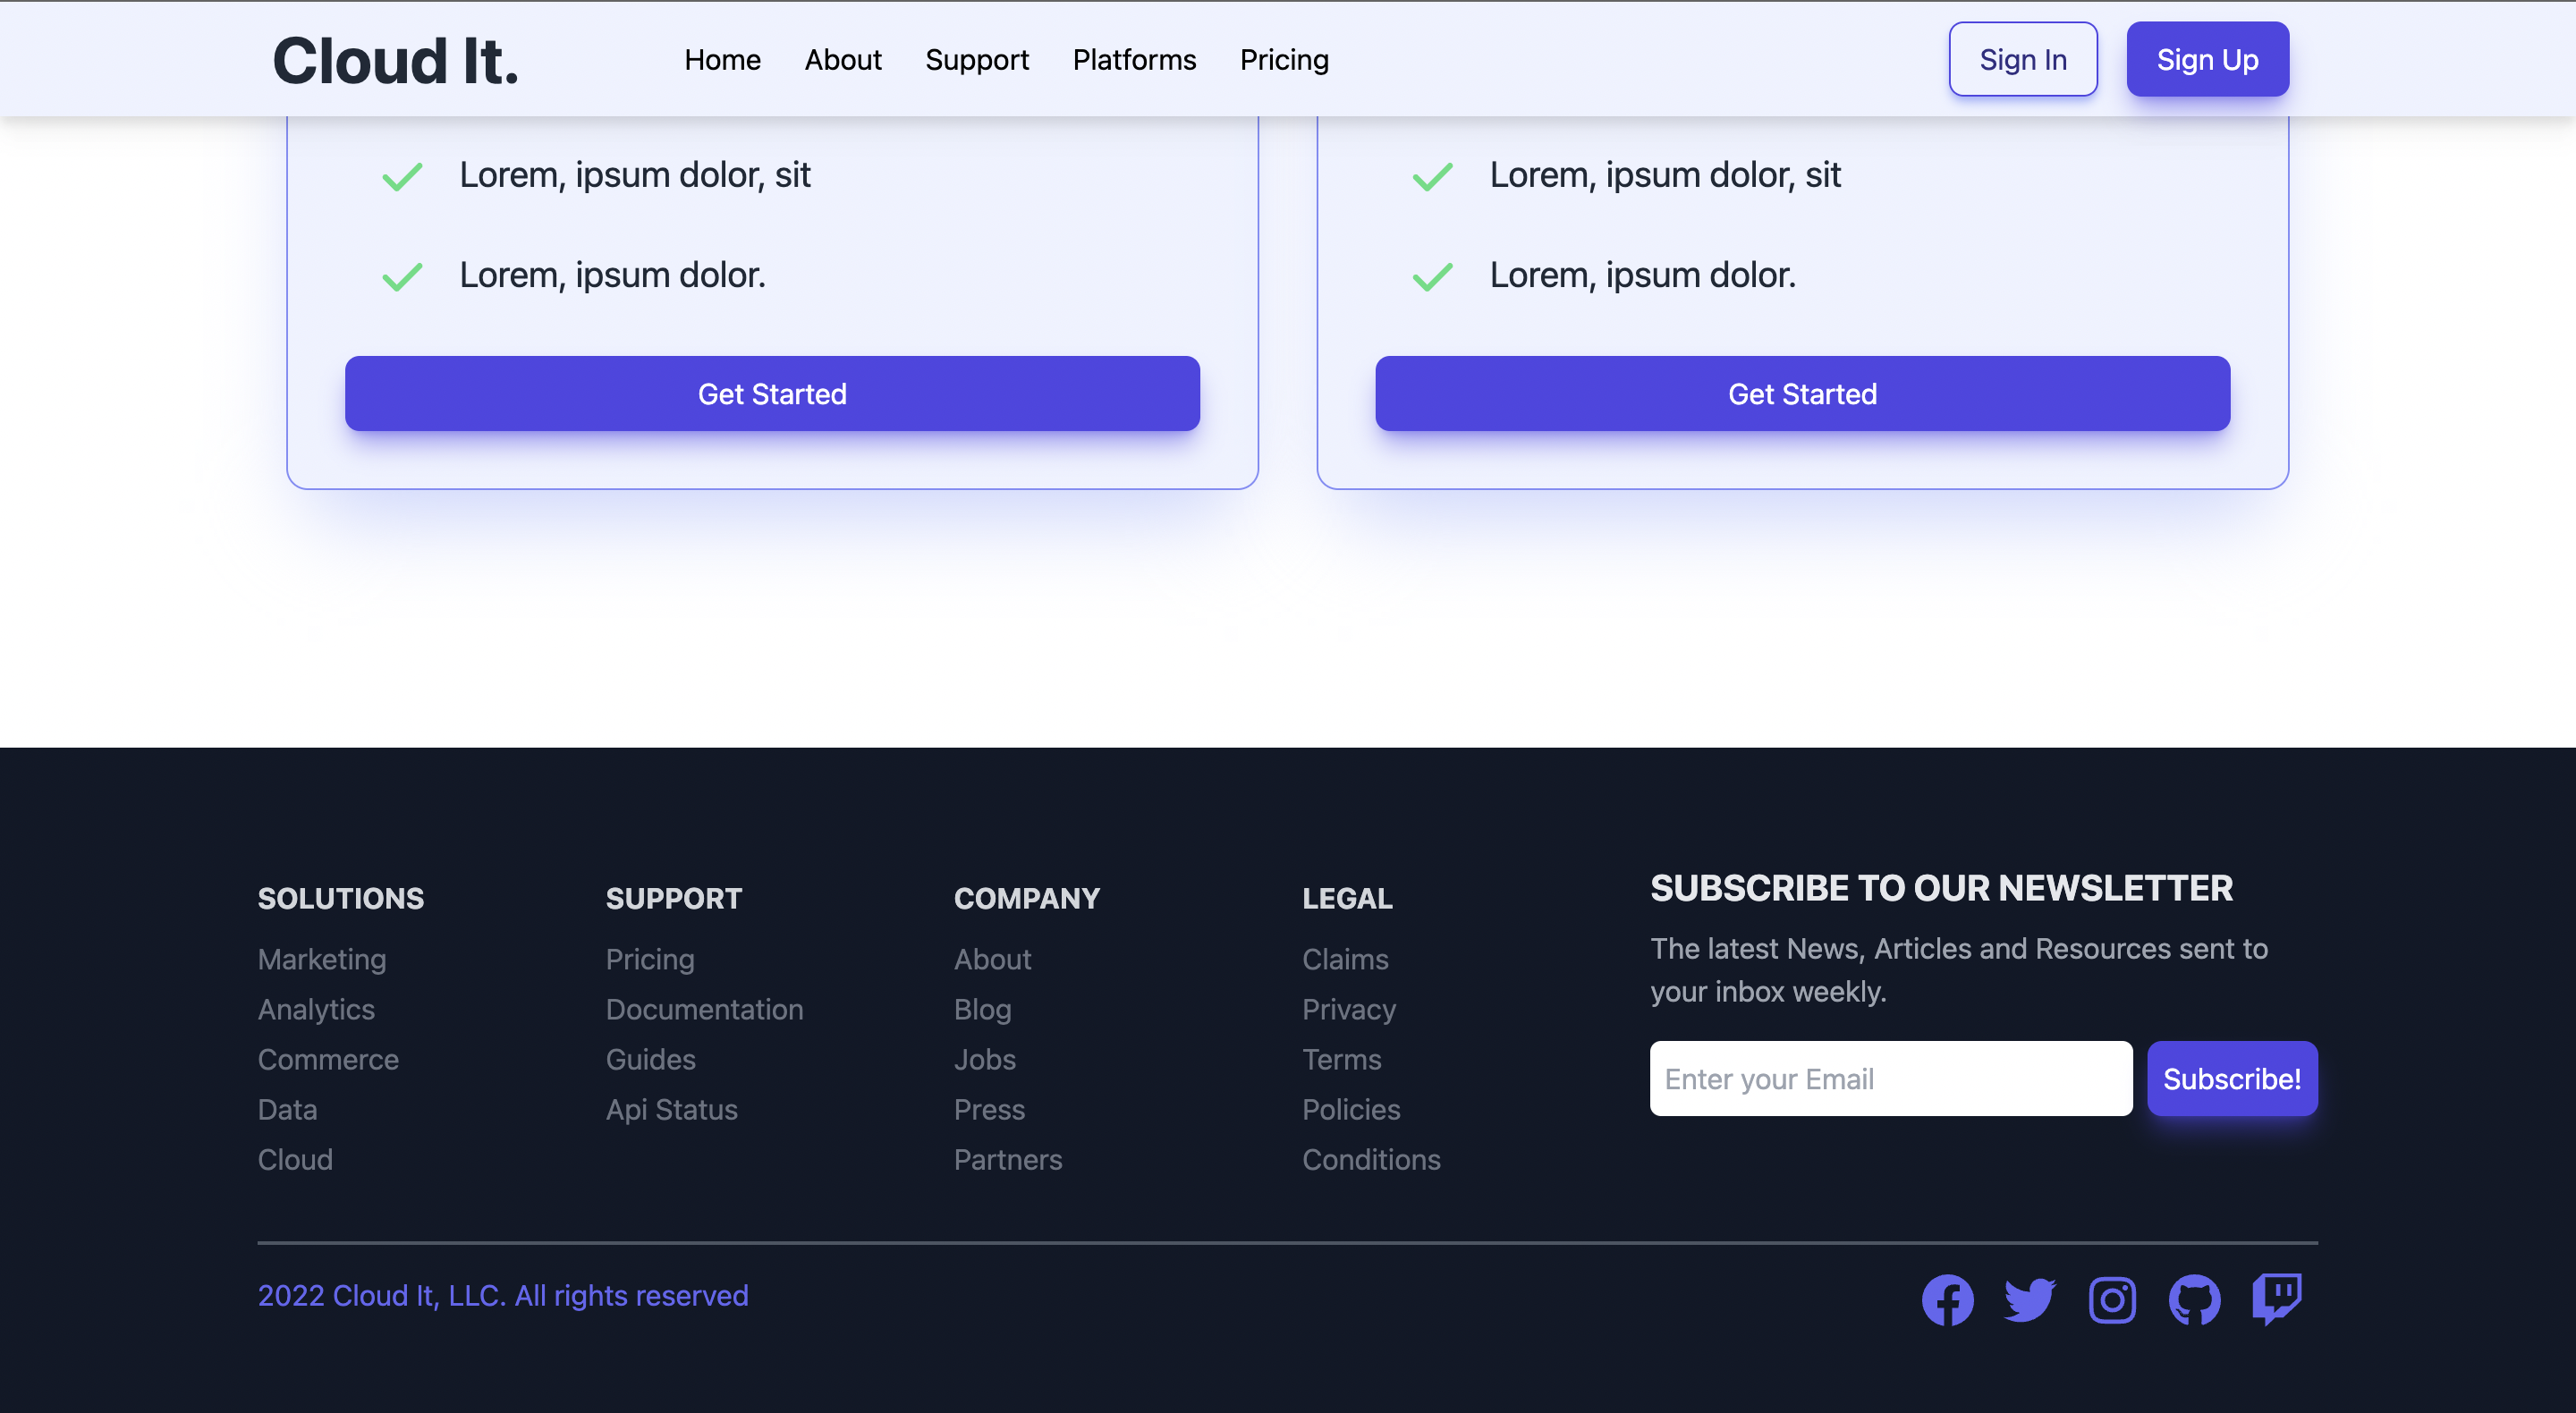 Cloud It.
Home About Support Platforms Pricing
Sign In
Sign Up
Lorem, ipsum dolor, sit
Lorem, ipsum dolor.
Get Started
Lorem, ipsum dolor, sit
Lorem, ipsum dolor.
Get Started
SOLUTIONS
Marketing
Analytics
Commerce
Data
Cloud
SUPPORT
Pricing
Documentation
Guides
Api Status
COMPANY
About
Blog
Jobs
Press
Partners
LEGAL
Claims
Privacy
Terms
Policies
Conditions
SUBSCRIBE TO OUR NEWSLETTER
The latest News, Articles and Resources sent to
your inbox weekly.
Enter your Email
Subscribe!
2022 Cloud It, LLC. All rights reserved